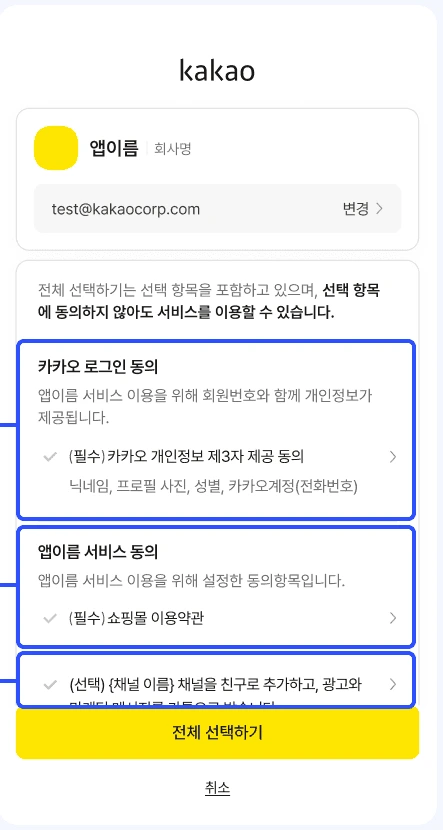 kakao
앱이름 회사명
test@kakaocorp.com 변경
전체 선택하기는 선택 항목을 포함하고 있으며, 선택 항목
에 동의하지 않아도 서비스를 이용할 수 있습니다.
카카오 로그인 동의
앱이름 서비스 이용을 위해 회원번호와 함께 개인정보가
제공됩니다.
(필수) 카카오 개인정보 제3자 제공 동의
닉네임, 프로필 사진, 성별, 카카오계정(전화번호)
앱이름 서비스 동의
앱이름 서비스 이용을 위해 설정한 동의항목입니다.
(필수) 쇼핑몰 이용약관
(선택) {채널 이름} 채널을 친구로 추가하고, 광고와
전체 선택하기
취소